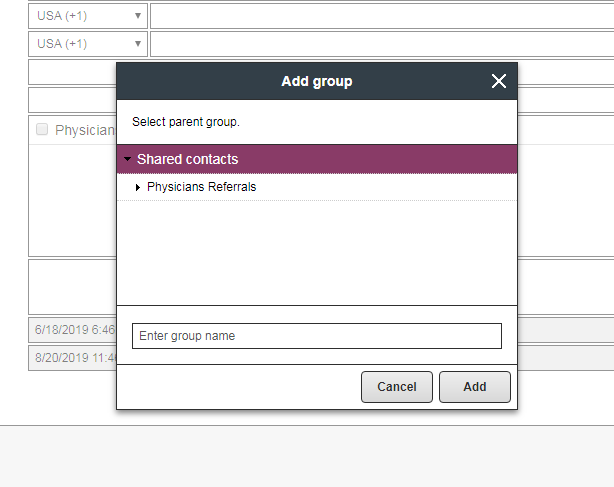 USA (+1)
USA (+1)
Add group
Select parent group.
Physician
Shared contacts
Physicians Referrals
6/18/2019 6:46
Enter group name
8/20/2019 11:4
Cancel
Add